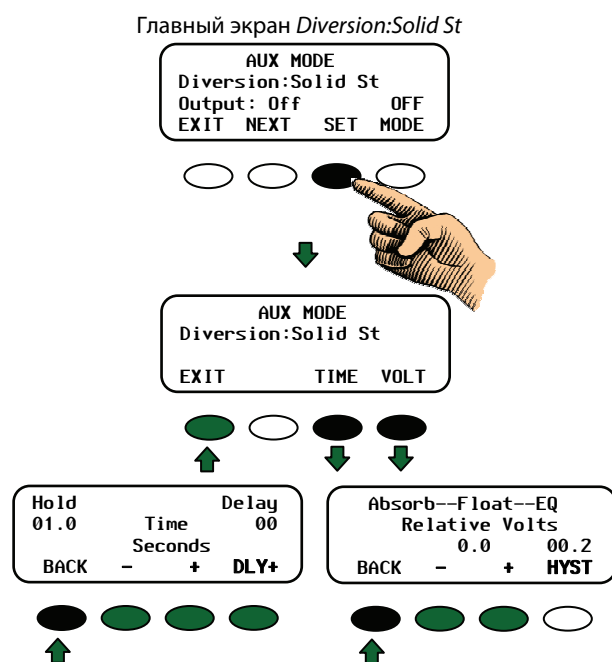 Главный экран Diversion:Solid St
AUX MODE
Diversion:Solid St
Output: Off OFF
EXIT NEXT SET MODE
AUX MODE
Diversion:Solid St
EXIT TIME VOLT
Hold Delay
01.0 Time 00
Seconds
BACK - + DLY+
Absorb--Float--EQ
Relative Volts
0.0 00.2
BACK - + HYST